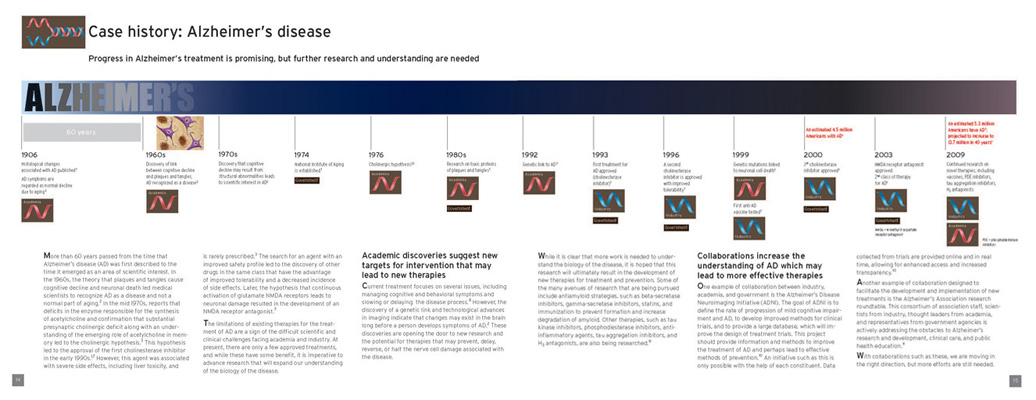 Case history: Alzheimer's disease
Progress in Alzheimer's treatment is promising, but further research and understanding are needed
ALZHEIMER'S
60 years
1906
Histological changes
associated with AD published¹
AD symptoms are
regarded as normal decline
due to aging²
1960s
Discovery of link
between cognitive decline
and plaques and tangles,
AD recognized as a disease²
1970s
Discovery that cognitive
decline may result from
structural abnormalities leads
to scientific interest in AD
1974
National Institute of Aging
is established
Government
1976
Cholinergic hypothesis
ACADEMIA
1980s
Research on basic proteins
of plaques and tangles
ACADEMIA
Government
1992
Genetic link to AD
ACADEMIA
1993
First treatment for
AD approved
(cholinesterase
inhibitor)
INDUSTRY
Government
1996
A second
cholinesterase
inhibitor is approved
with improved
tolerability
INDUSTRY
Government
1999
Genetic mutations linked
to neuronal cell death
ACADEMIA
First anti-AD
vaccine tested
INDUSTRY
An estimated 4.5 million
Americans with AD
2000
3rd cholinesterase
inhibitor approved
INDUSTRY
Government
2003
NMDA receptor antagonist
approved;
2nd class of therapy
for AD
INDUSTRY
Government
NMDA = N-methyl-D-aspartate
receptor antagonist
An estimated 5.3 million
Americans have AD,
projected to increase to
13.7 million in 40 years
2009
Continued research on
novel therapies, including
vaccines, PDE inhibitors,
tau aggregation inhibitors,
H₃ antagonists
INDUSTRY
ACADEMIA
PDE = phosphodiesterase
inhibitors
More than 60 years passed from the time that
Alzheimer's disease (AD) was first described to the
time it emerged as an area of scientific interest. In
the 1960s, the theory that plaques and tangles cause
cognitive decline and neuronal death led medical
scientists to recognize AD as a disease and not a
normal part of aging.² In the mid 1970s, reports that
deficits in the enzyme responsible for the synthesis
of acetylcholine and confirmation that substantial
presynaptic cholinergic deficit along with an under-
standing of the emerging role of acetylcholine in mem-
ory led to the cholinergic hypothesis.³ This hypothesis
led to the approval of the first cholinesterase inhibitor
in the early 1990s. However, this agent was associated
with severe side effects, including liver toxicity, and
is rarely prescribed. The search for an agent with an
improved safety profile led to the discovery of other
drugs in the same class that have the advantage
of improved tolerability and a decreased incidence
of side effects. Later, the hypothesis that continuous
activation of glutamate NMDA receptors leads to
neuronal damage resulted in the development of an
NMDA receptor antagonist.
The limitations of existing therapies for the treat-
ment of AD are a sign of the difficult scientific and
clinical challenges facing academia and industry. At
present, there are only a few approved treatments,
and while these have some benefit, it is imperative to
advance research that will expand our understanding
of the biology of the disease.
Academic discoveries suggest new
targets for intervention that may
lead to new therapies
Current treatment focuses on several issues, including
managing cognitive and behavioral symptoms and
slowing or delaying the disease process. However, the
discovery of a genetic link and technological advances
in imaging indicate that changes may exist in the brain
long before a person develops symptoms of AD. These
discoveries are opening the door to new research and
the potential for therapies that may prevent, delay,
reverse, or halt the nerve cell damage associated with
the disease.
While it is clear that more work is needed to under-
stand the biology of the disease, it is hoped that this
research will ultimately result in the development of
new therapies for treatment and prevention. Some of
the many avenues of research that are being pursued
include antiamyloid strategies, such as beta-secretase
inhibitors, gamma-secretase inhibitors, statins, and
immunization to prevent formation and increase
degradation of amyloid. Other therapies, such as tau
kinase inhibitors, phosphodiesterase inhibitors, anti-
inflammatory agents, tau aggregation inhibitors, and
H₃ antagonists, are also being researched.
Collaborations increase the
understanding of AD which may
lead to more effective therapies
One example of collaboration between industry,
academia, and government is the Alzheimer's Disease
Neuroimaging Initiative (ADNI). The goal of ADNI is to
define the rate of progression of mild cognitive impair-
ment and AD, to develop improved methods for clinical
trials, and to provide a large database, which will im-
prove the design of treatment trials. This project
should provide information and methods to improve
the treatment of AD and perhaps lead to effective
methods of prevention. An initiative such as this is
only possible with the help of each constituent. Data
collected from trials are provided online and in real
time, allowing for enhanced access and increased
transparency.
Another example of collaboration designed to
facilitate the development and implementation of new
treatments is the Alzheimer's Association research
roundtable. This consortium of association staff, scien-
tists from industry, thought leaders from academia,
and representatives from government agencies is
actively addressing the obstacles to Alzheimer's
research and development, clinical care, and public
health education.
With collaborations such as these, we are moving in
the right direction, but more efforts are still needed.
14
15